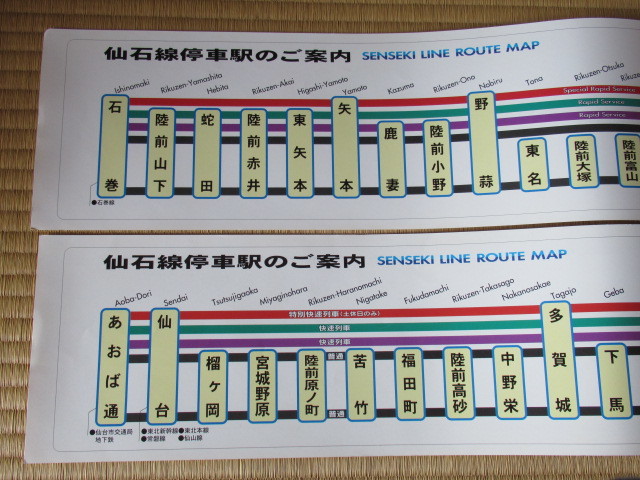 仙石線停車駅のご案内 SENSEKI LINE ROUTE MAP
Ishinomaki Rikuzen-Yamashita Hebita Rikuzen-Akai Higashi-Yamoto Yamoto Kazuma Rikuzen-Ono Nobiru Tona Rikuzen-Otsuka Rikuze
Special Rapid Service
Rapid Service
Rapid Service
石巻 陸前山下 蛇田 陸前赤井 東矢本 矢本 鹿妻 陸前小野 野蒜 東名 陸前大塚 陸前富山
●石巻線
仙石線停車駅のご案内 SENSEKI LINE ROUTE MAP
Aoba-Dori Sendai Tsutsujigaoka Miyaginohara Rikuzen-Haranomachi Nigatake Fukudamachi Rikuzen-Takasago Nakanosakae Tagajo Geba
特別快速列車(土休日のみ)
快速列車
快速列車
普通
あおば通 仙台 榴ヶ岡 宮城野原 陸前原ノ町 苦竹 福田町 陸前高砂 中野栄 多賀城 下馬
普通
●仙台市交通局 地下鉄
●東北新幹線 ●東北本線
●常磐線 ●仙山線